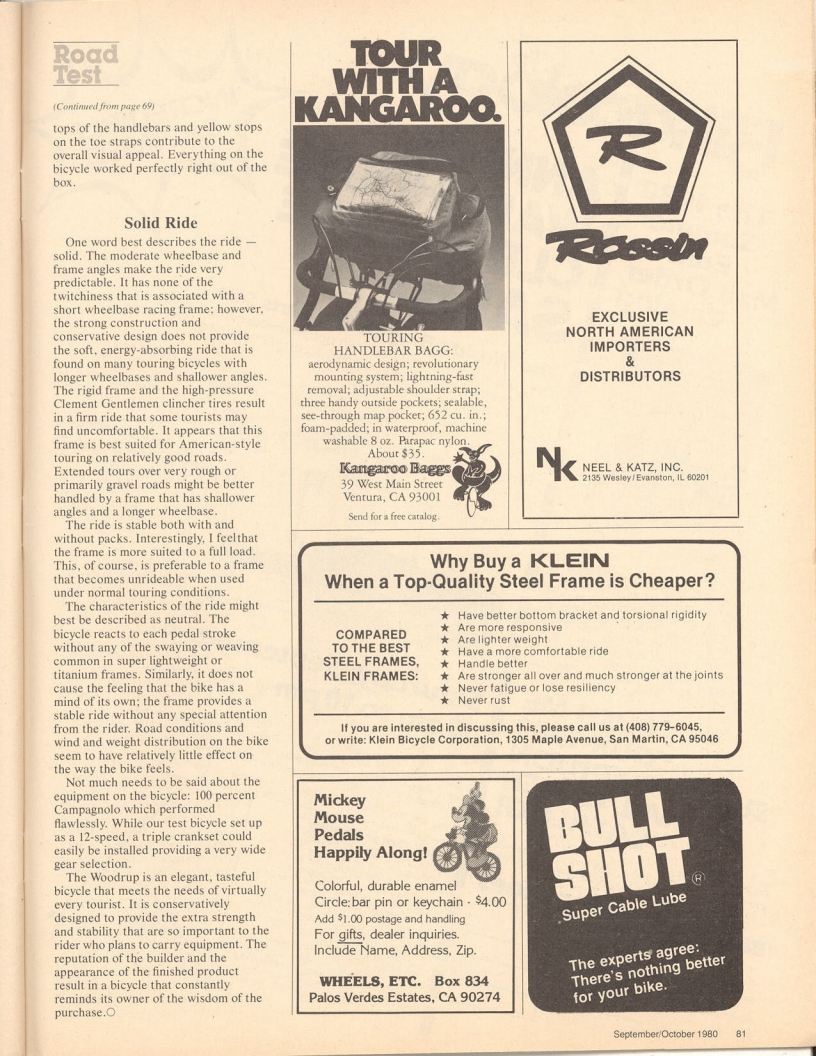 Road
Test
(Continued from page 69)
tops of the handlebars and yellow stops
on the toe straps contribute to the
overall visual appeal. Everything on the
bicycle worked perfectly right out of the
box.
Solid Ride
One word best describes the ride —
solid. The moderate wheelbase and
frame angles make the ride very
predictable. It has none of the
twitchiness that is associated with a
short wheelbase racing frame; however,
the strong construction and
conservative design does not provide
the soft, energy-absorbing ride that is
found on many touring bicycles with
longer wheelbases and shallower angles.
The rigid frame and the high-pressure
Clement Gentlemen clincher tires result
in a firm ride that some tourists may
find uncomfortable. It appears that this
frame is best suited for American-style
touring on relatively good roads.
Extended tours over very rough or
primarily gravel roads might be better
handled by a frame that has shallower
angles and a longer wheelbase.
The ride is stable both with and
without packs. Interestingly, I feel that
the frame is more suited to a full load.
This, of course, is preferable to a frame
that becomes unrideable when used
under normal touring conditions.
The characteristics of the ride might
best be described as neutral. The
bicycle reacts to each pedal stroke
without any of the swaying or weaving
common in super lightweight or
titanium frames. Similarly, it does not
cause the feeling that the bike has a
mind of its own; the frame provides a
stable ride without any special attention
from the rider. Road conditions and
wind and weight distribution on the bike
seem to have relatively little effect on
the way the bike feels.
Not much needs to be said about the
equipment on the bicycle: 100 percent
Campagnolo which performed
flawlessly. While our test bicycle set up
as a 12-speed, a triple crankset could
easily be installed providing a very wide
gear selection.
The Woodrup is an elegant, tasteful
bicycle that meets the needs of virtually
every tourist. It is conservatively
designed to provide the extra strength
and stability that are so important to the
rider who plans to carry equipment. The
reputation of the builder and the
appearance of the finished product
result in a bicycle that constantly
reminds its owner of the wisdom of the
purchase.○
TOUR
WITH A
KANGAROO.
TOURING
HANDLEBAR BAGG:
aerodynamic design; revolutionary
mounting system; lightning-fast
removal; adjustable shoulder strap;
three handy outside pockets; sealable,
see-through map pocket; 652 cu. in.;
foam-padded; in waterproof, machine
washable 8 oz. Parapac nylon.
About $35.
Kangaroo Baggs
39 West Main Street
Ventura, CA 93001
Send for a free catalog.
R
Rossin
EXCLUSIVE
NORTH AMERICAN
IMPORTERS
&
DISTRIBUTORS
NK NEEL & KATZ, INC.
2135 Wesley/Evanston, IL 60201
Why Buy a KLEIN
When a Top-Quality Steel Frame is Cheaper?
COMPARED
TO THE BEST
STEEL FRAMES,
KLEIN FRAMES:
★ Have better bottom bracket and torsional rigidity
★ Are more responsive
★ Are lighter weight
★ Have a more comfortable ride
★ Handle better
★ Are stronger all over and much stronger at the joints
★ Never fatigue or lose resiliency
★ Never rust
If you are interested in discussing this, please call us at (408) 779-6045,
or write: Klein Bicycle Corporation, 1305 Maple Avenue, San Martin, CA 95046
Mickey
Mouse
Pedals
Happily Along!
Colorful, durable enamel
Circle: bar pin or keychain - $4.00
Add $1.00 postage and handling
For gifts, dealer inquiries.
Include Name, Address, Zip.
WHEELS, ETC. Box 834
Palos Verdes Estates, CA 90274
BULL
SHOT®
Super Cable Lube
The experts agree:
There's nothing better
for your bike.
September/October 1980 81